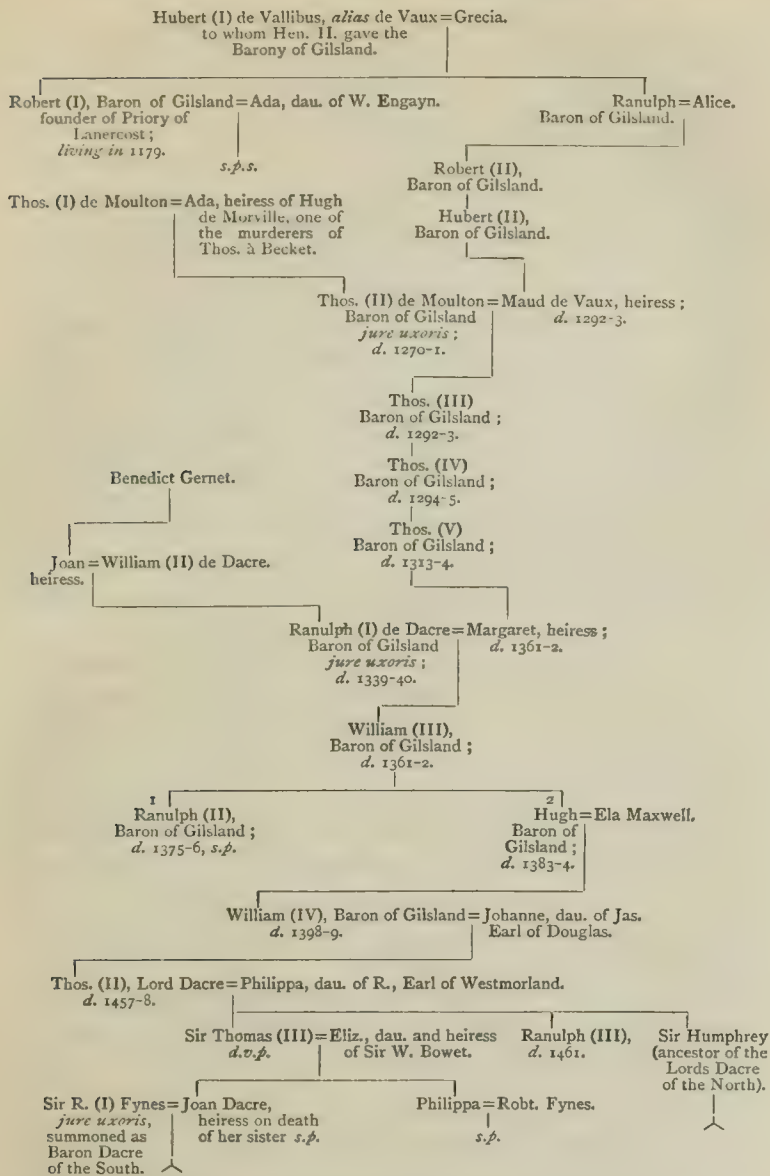 Hubert (I) de Vallibus, alias de Vaux=Grecia.
to whom Hen. II. gave the
Barony of Gilsland.
Robert (I), Baron of Gilsland=Ada, dau. of W. Engayn.
founder of Priory of
Lanercost;
living in 1179.
s.p.s.
Ranulph=Alice.
Baron of Gilsland.
Robert (II),
Baron of Gilsland.
Hubert (II),
Baron of Gilsland.
Thos. (I) de Moulton=Ada, heiress of Hugh
de Morville, one of
the murderers of
Thos. à Becket.
Thos. (II) de Moulton=Maud de Vaux, heiress;
Baron of Gilsland
jure uxoris;
d. 1270-1.
d. 1292-3.
Thos. (III)
Baron of Gilsland;
d. 1292-3.
Thos. (IV)
Baron of Gilsland;
d. 1294-5.
Thos. (V)
Baron of Gilsland;
d. 1313-4.
Benedict Gernet.
Joan=William (II) de Dacre.
heiress.
Ranulph (I) de Dacre=Margaret, heiress;
Baron of Gilsland
jure uxoris;
d. 1339-40.
d. 1361-2.
William (III),
Baron of Gilsland;
d. 1361-2.
1
Ranulph (II),
Baron of Gilsland;
d. 1375-6, s.p.
2
Hugh=Ela Maxwell.
Baron of
Gilsland;
d. 1383-4.
William (IV), Baron of Gilsland=Johanne, dau. of Jas.
d. 1398-9.
Earl of Douglas.
Thos. (II), Lord Dacre=Philippa, dau. of R., Earl of Westmorland.
d. 1457-8.
Sir Thomas (III)=Eliz., dau. and heiress
d.v.p.
of Sir W. Bowet.
Ranulph (III),
d. 1461.
Sir Humphrey
(ancestor of the
Lords Dacre
of the North).
Sir R. (I) Fynes=Joan Dacre,
jure uxoris,
summoned as
Baron Dacre
of the South.
heiress on death
of her sister s.p.
Philippa=Robt. Fynes.
s.p.